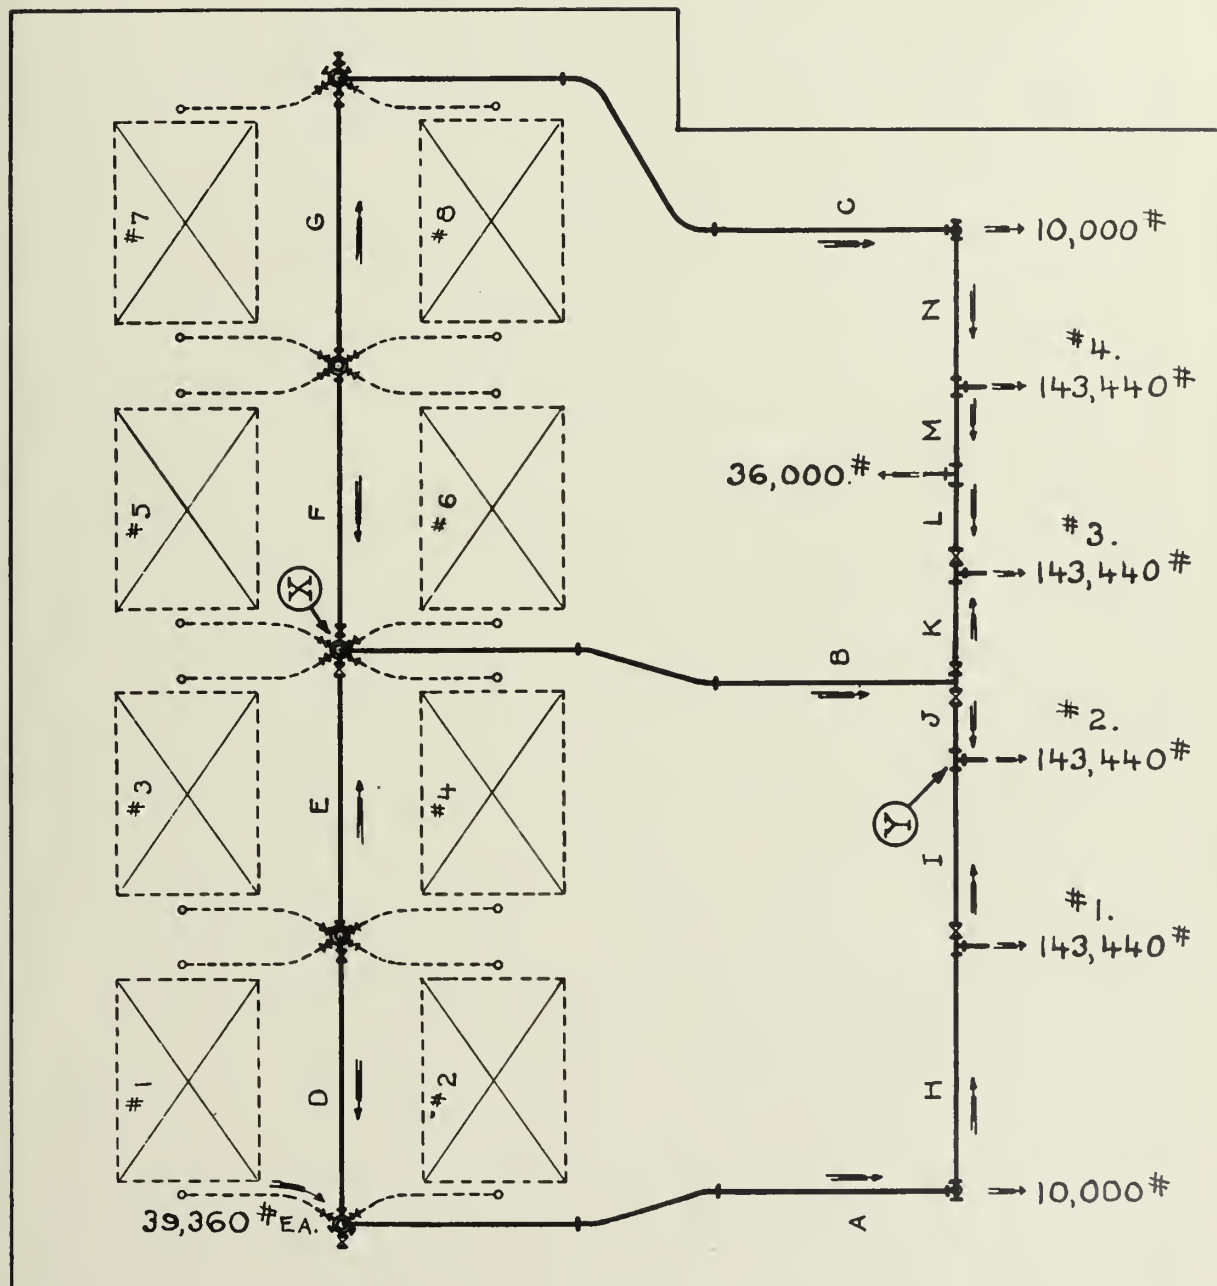 #7
G
#8
C
10,000#
N
#4.
143,440#
M
36,000.#
#5
F
#6
L
#3.
143,440#
X
K
B
J
#2.
143,440#
#3
E
#4
Y
I
#1.
143,440#
#1
D
#2
H
39,360# EA.
A
10,000#